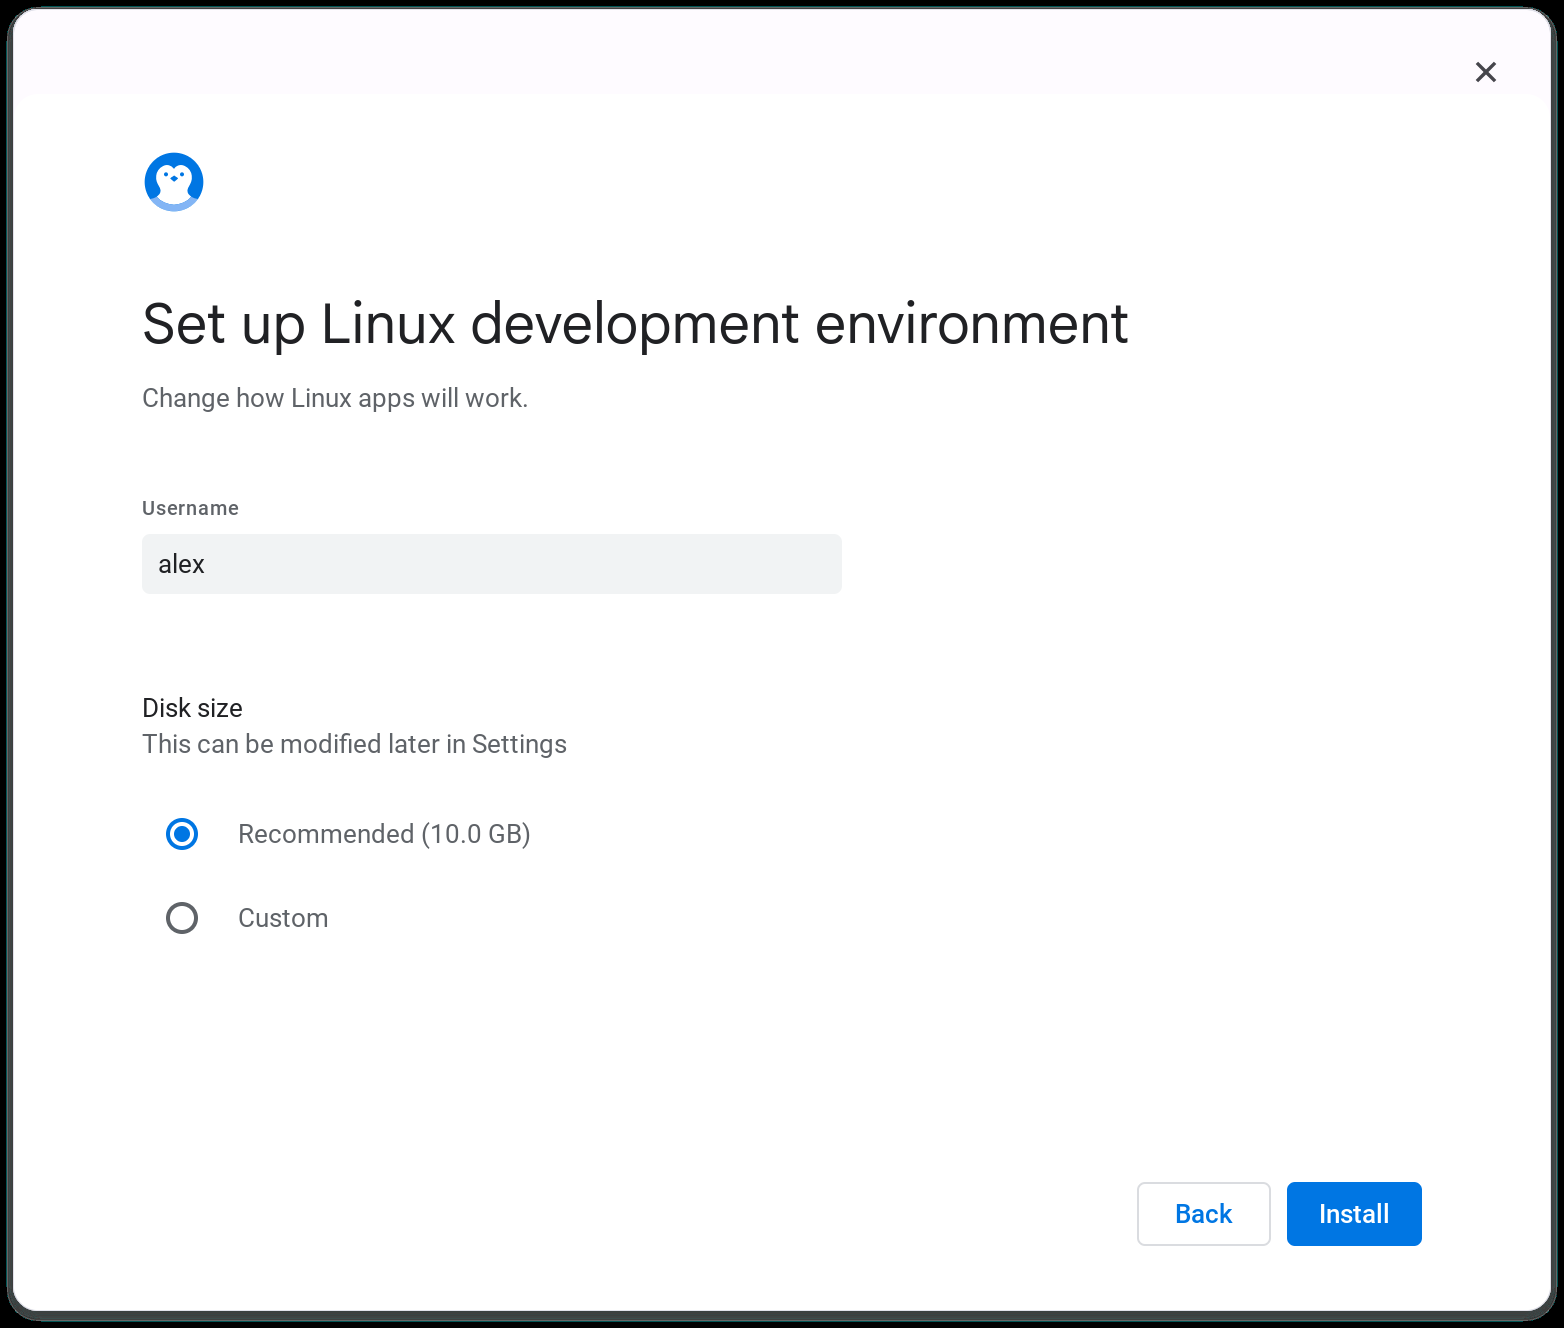 Set up Linux development environment
Change how Linux apps will work.
Username
alex
Disk size
This can be modified later in Settings
Recommended (10.0 GB)
Custom
Back
Install